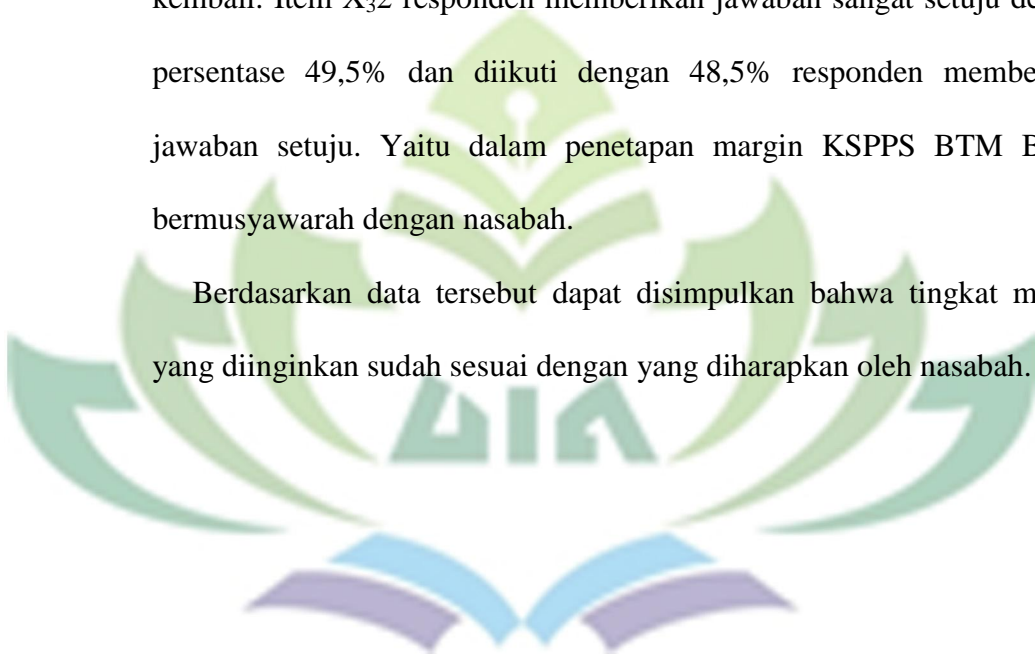 kembali. Item X₃2 responden memberikan jawaban sangat setuju
persentase 49,5% dan diikuti dengan 48,5% responden
jawaban setuju. Yaitu dalam penetapan margin KSPPS BTM
bermusyawarah dengan nasabah.
Berdasarkan data tersebut dapat disimpulkan bahwa tingkat
yang diinginkan sudah sesuai dengan yang diharapkan oleh nasabah.
UIN